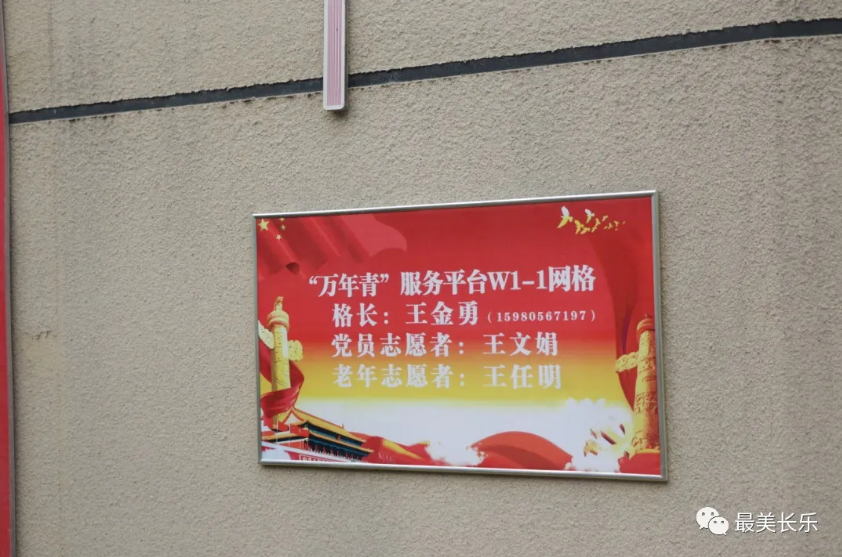 “万年青”服务平台W1-1网格
格长：王金勇（15980567197）
党员志愿者：王文娟
老年志愿者：王任明
最美长乐